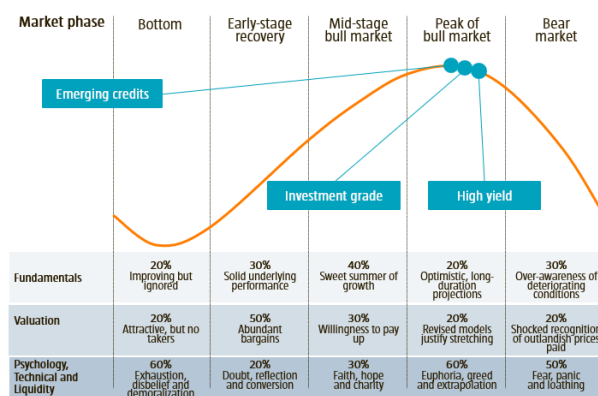 Market phase
Bottom
Early-stage
recovery
Mid-stage
bull market
Peak of
bull market
Bear
market
Emerging credits
Investment grade
High yield
Fundamentals
20%
Improving but
ignored
30%
Solid underlying
performance
40%
Sweet summer of
growth
20%
Optimistic, long-
duration
projections
30%
Over-awareness of
deteriorating
conditions
Valuation
20%
Attractive, but no
takers
50%
Abundant
bargains
30%
Willingness to pay
up
20%
Revised models
justify stretching
20%
Shocked recognition
of outlandish prices
paid
Psychology,
Technical and
Liquidity
60%
Exhaustion,
disbelief and
demoralization
20%
Doubt, reflection
and conversion
30%
Faith, hope
and charity
60%
Euphoria, greed
and extrapolation
50%
Fear, panic
and loathing